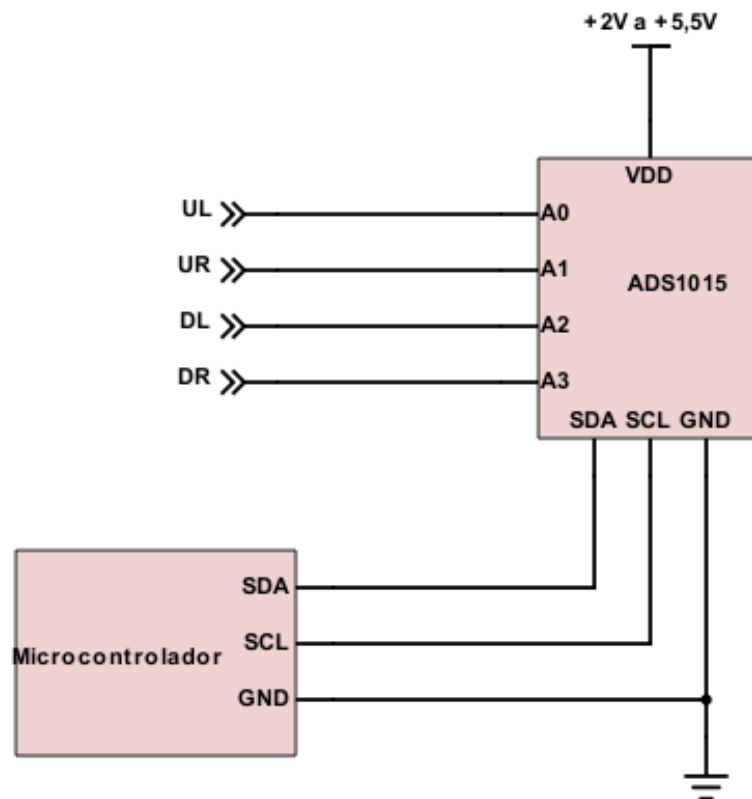 +2V a +5,5V
VDD
UL
A0
UR
A1
ADS1015
DL
A2
DR
A3
SDA SCL GND
SDA
SCL
Microcontrolador
GND